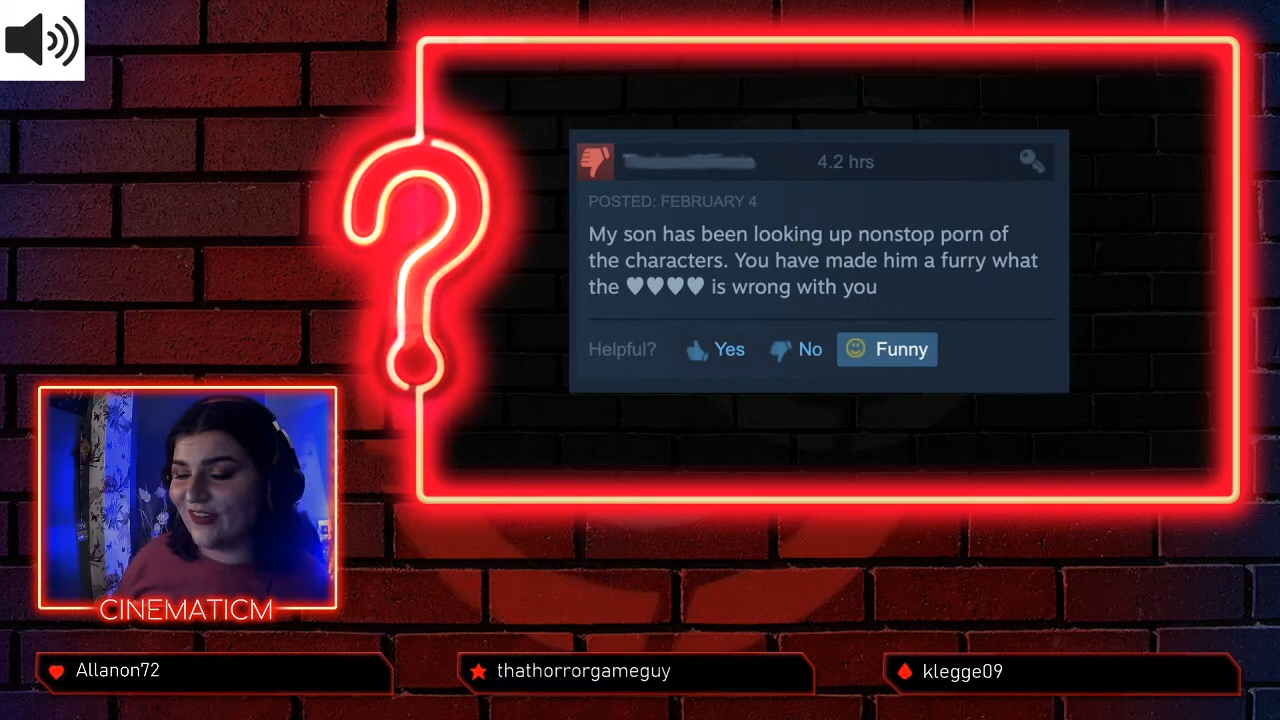 4.2 hrs
POSTED: FEBRUARY 4
My son has been looking up nonstop porn of
the characters. You have made him a furry what
the ♥♥♥♥ is wrong with you
Helpful? Yes No Funny
CINEMATICM
Allanon72
thathorrorgameguy
klegge09